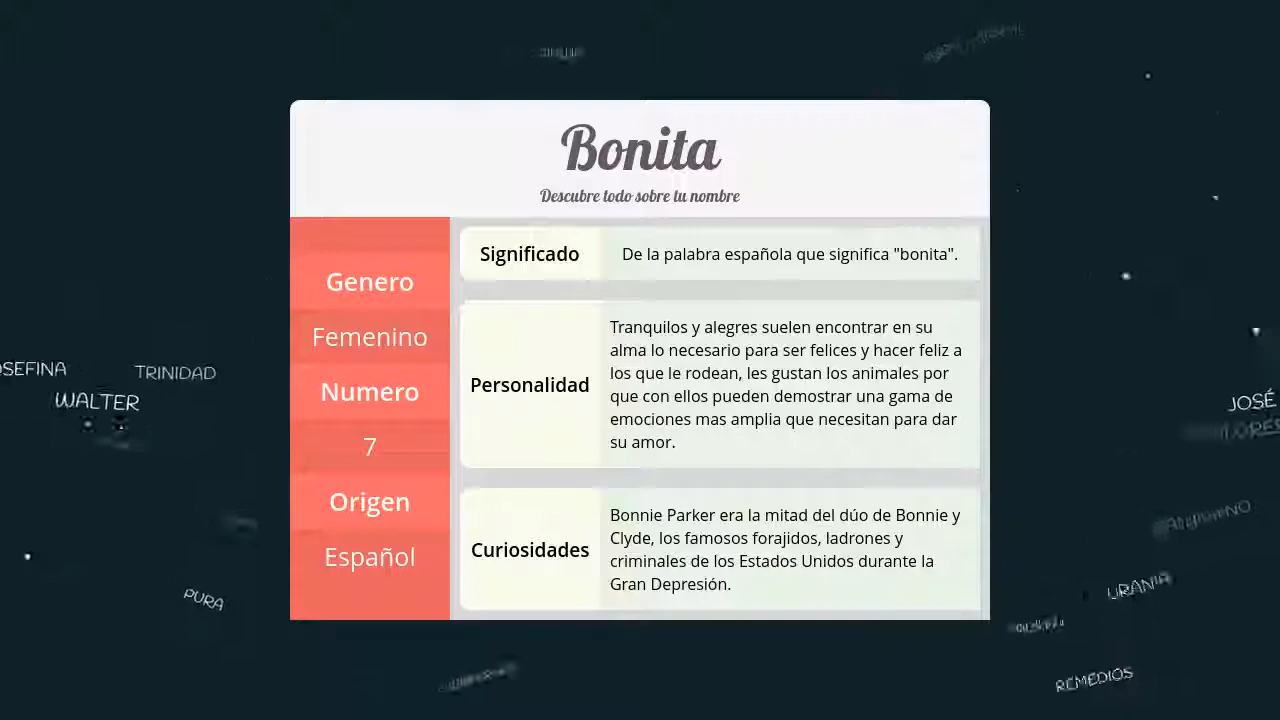 Bonita
Descubre todo sobre tu nombre
Genero
Femenino
Numero
7
Origen
Español
Significado
De la palabra española que significa "bonita".
Personalidad
Tranquilos y alegres suelen encontrar en su
alma lo necesario para ser felices y hacer feliz a
los que le rodean, les gustan los animales por
que con ellos pueden demostrar una gama de
emociones mas amplia que necesitan para dar
su amor.
Curiosidades
Bonnie Parker era la mitad del dúo de Bonnie y
Clyde, los famosos forajidos, ladrones y
criminales de los Estados Unidos durante la
Gran Depresión.
OSEFINA
TRINIDAD
WALTER
PURA
JOSÉ
URANIA
REMEDIOS